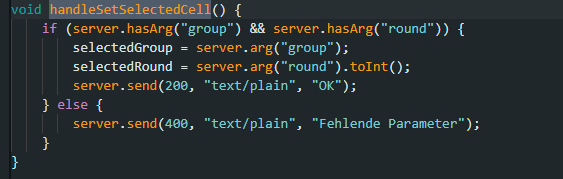 void handleSetSelectedCell() {
if (server.hasArg("group") && server.hasArg("round")) {
selectedGroup = server.arg("group");
selectedRound = server.arg("round").toInt();
server.send(200, "text/plain", "OK");
} else {
server.send(400, "text/plain", "Fehlende Parameter");
}
}